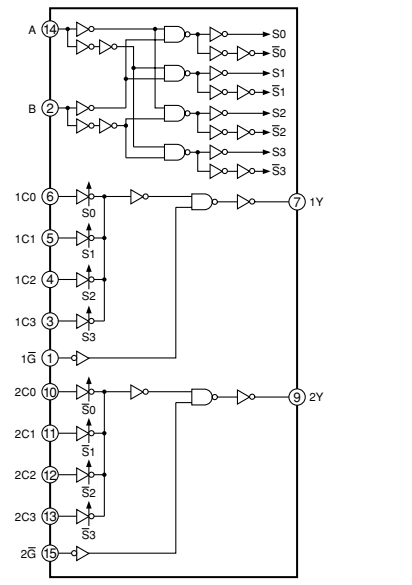 A 14 S0
S̅0
S1
S̅1
B 2
S2
S̅2
S3
S̅3
1C0 6 7 1Y
S0
1C1 5
S1
1C2 4
S2
1C3 3
S3
1G̅ 1
2C0 10 9 2Y
S̅0
2C1 11
S̅1
2C2 12
S̅2
2C3 13
S̅3
2G̅ 15